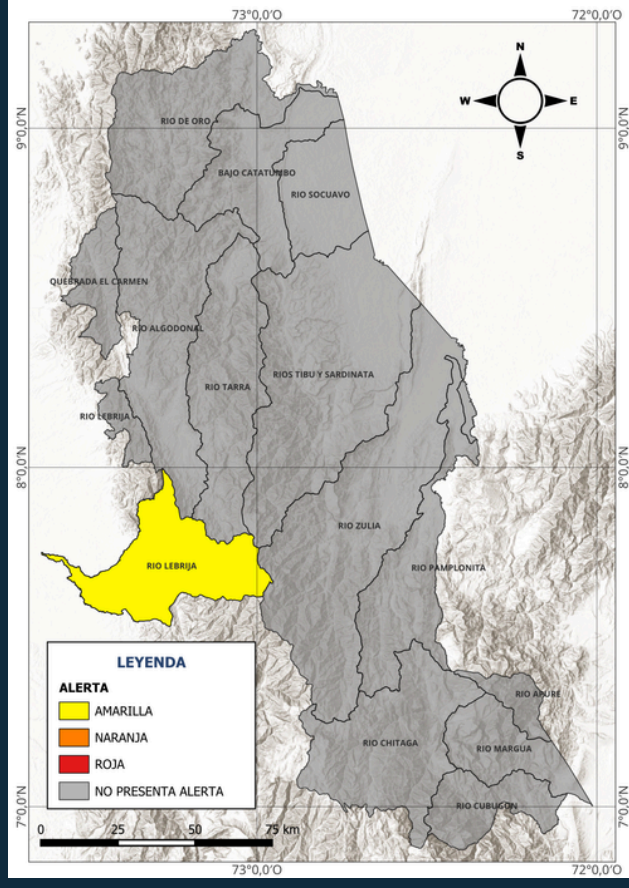 73°0,0'O
72°0,0'O
N
W
E
S
RIO DE ORO
9°0,0'N
9°0,0'N
BAJO CATATUMBO
RIO SOCUAVO
QUEBRADA EL CARMEN
RIO ALGODONAL
RIO TARRA
RIOS TIBU Y SARDINATA
RIO LEBRIJA
8°0,0'N
8°0,0'N
RIO ZULIA
RIO LEBRIJA
RIO PAMPLONITA
LEYENDA
ALERTA
AMARILLA
NARANJA
ROJA
NO PRESENTA ALERTA
RIO APURE
RIO CHITAGA
RIO MARGUA
RIO CUBUGON
7°0,0'N
7°0,0'N
0 25 50 75 km
73°0,0'O
72°0,0'O